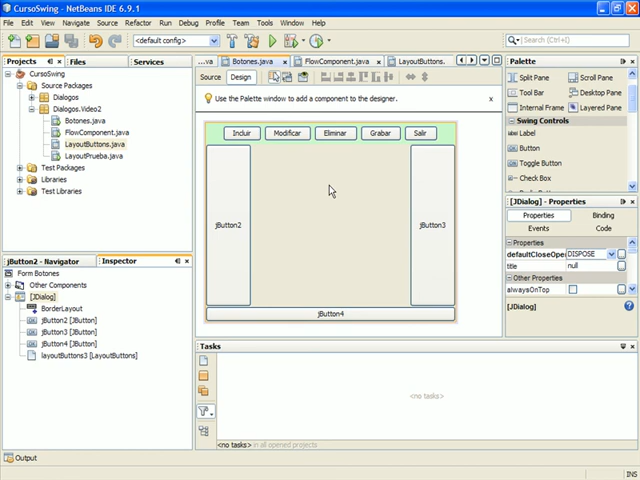 CursoSwing - NetBeans IDE 6.9.1
File Edit View Navigate Source Refactor Run Debug Profile Team Tools Window Help
<default config>
Search (Ctrl+I)
Projects Files Services
...va Botones.java FlowComponent.java LayoutButtons.
Palette
CursoSwing
Source Packages
Dialogos
Dialogos.Video2
Botones.java
FlowComponent.java
LayoutButtons.java
LayoutPrueba.java
Test Packages
Libraries
Test Libraries
Source Design
Use the Palette window to add a component to the designer. x
Incluir Modificar Eliminar Grabar Salir
jButton2 jButton3
jButton4
Split Pane Scroll Pane
Tool Bar Desktop Pane
Internal Frame Layered Pane
Swing Controls
Label
Button
Toggle Button
Check Box
[JDialog] - Properties
Properties Binding
Events Code
Properties
defaultCloseOper DISPOSE
title null
Other Properties
alwaysOnTop
[JDialog]
jButton2 - Navigator Inspector
Form Botones
Other Components
[JDialog]
BorderLayout
jButton2 [JButton]
jButton3 [JButton]
jButton4 [JButton]
layoutButtons3 [LayoutButtons]
Tasks
<no tasks>
<no tasks> in all opened projects
Output
INS